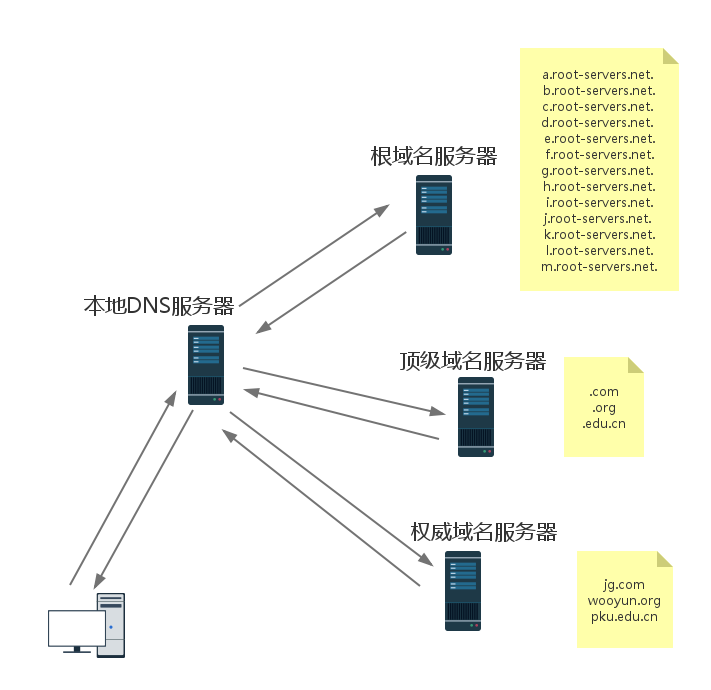 a.root-servers.net.
b.root-servers.net.
c.root-servers.net.
d.root-servers.net.
e.root-servers.net.
f.root-servers.net.
g.root-servers.net.
h.root-servers.net.
i.root-servers.net.
j.root-servers.net.
k.root-servers.net.
l.root-servers.net.
m.root-servers.net.
根域名服务器
本地DNS服务器
顶级域名服务器
.com
.org
.edu.cn
权威域名服务器
jg.com
wooyun.org
pku.edu.cn